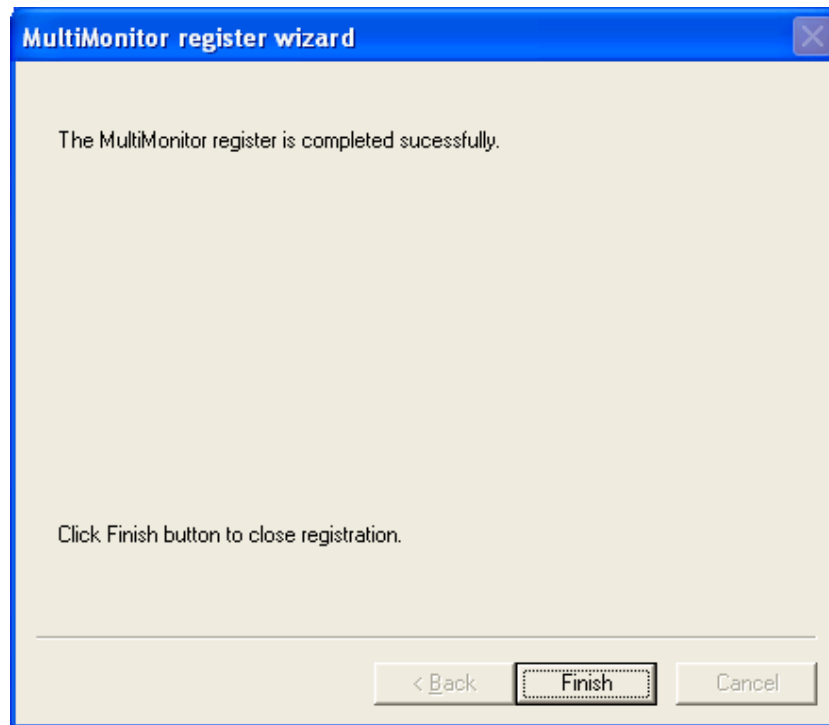 MultiMonitor register wizard
The MultiMonitor register is completed sucessfully.
Click Finish button to close registration.
< Back
Finish
Cancel